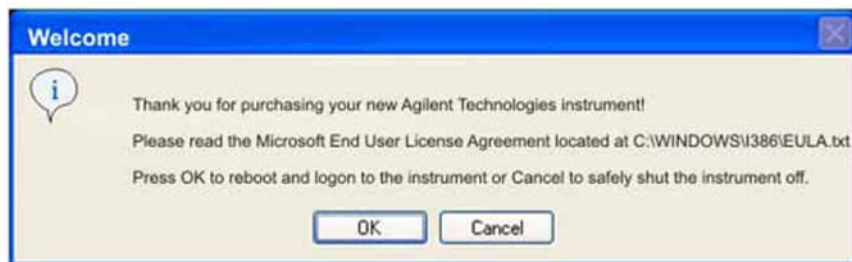 Welcome
Thank you for purchasing your new Agilent Technologies instrument!
Please read the Microsoft End User License Agreement located at C:\WINDOWS\I386\EULA.txt
Press OK to reboot and logon to the instrument or Cancel to safely shut the instrument off.
OK Cancel